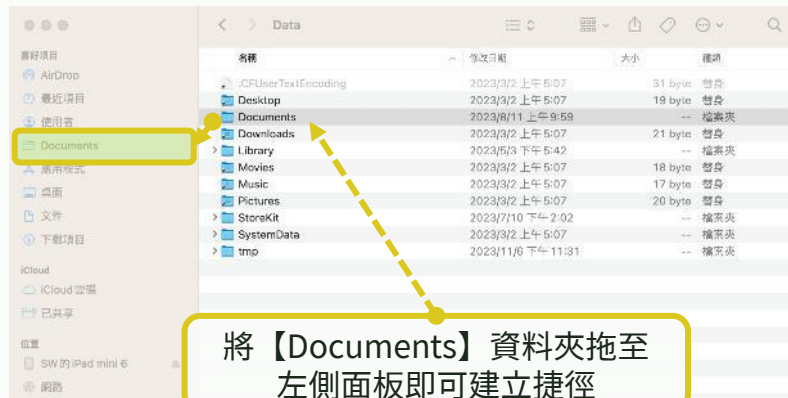 Data
喜好項目
AirDrop
最近項目
使用者
Documents
應用程式
桌面
文件
下載項目
iCloud
iCloud 雲碟
已共享
位置
SW 的 iPad mini 6
網路
名稱 修改日期 大小 種類
.CFUserTextEncoding 2023/3/2 上午 5:07 31 byte 替身
Desktop 2023/3/2 上午 5:07 19 byte 替身
Documents 2023/8/11 上午 9:59 -- 檔案夾
Downloads 2023/3/2 上午 5:07 21 byte 替身
Library 2023/5/3 下午 5:42 -- 檔案夾
Movies 2023/3/2 上午 5:07 18 byte 替身
Music 2023/3/2 上午 5:07 17 byte 替身
Pictures 2023/3/2 上午 5:07 20 byte 替身
StoreKit 2023/7/10 下午 2:02 -- 檔案夾
SystemData 2023/3/2 上午 5:07 -- 檔案夾
tmp 2023/11/6 下午 11:31 -- 檔案夾
將【Documents】資料夾拖至
左側面板即可建立捷徑